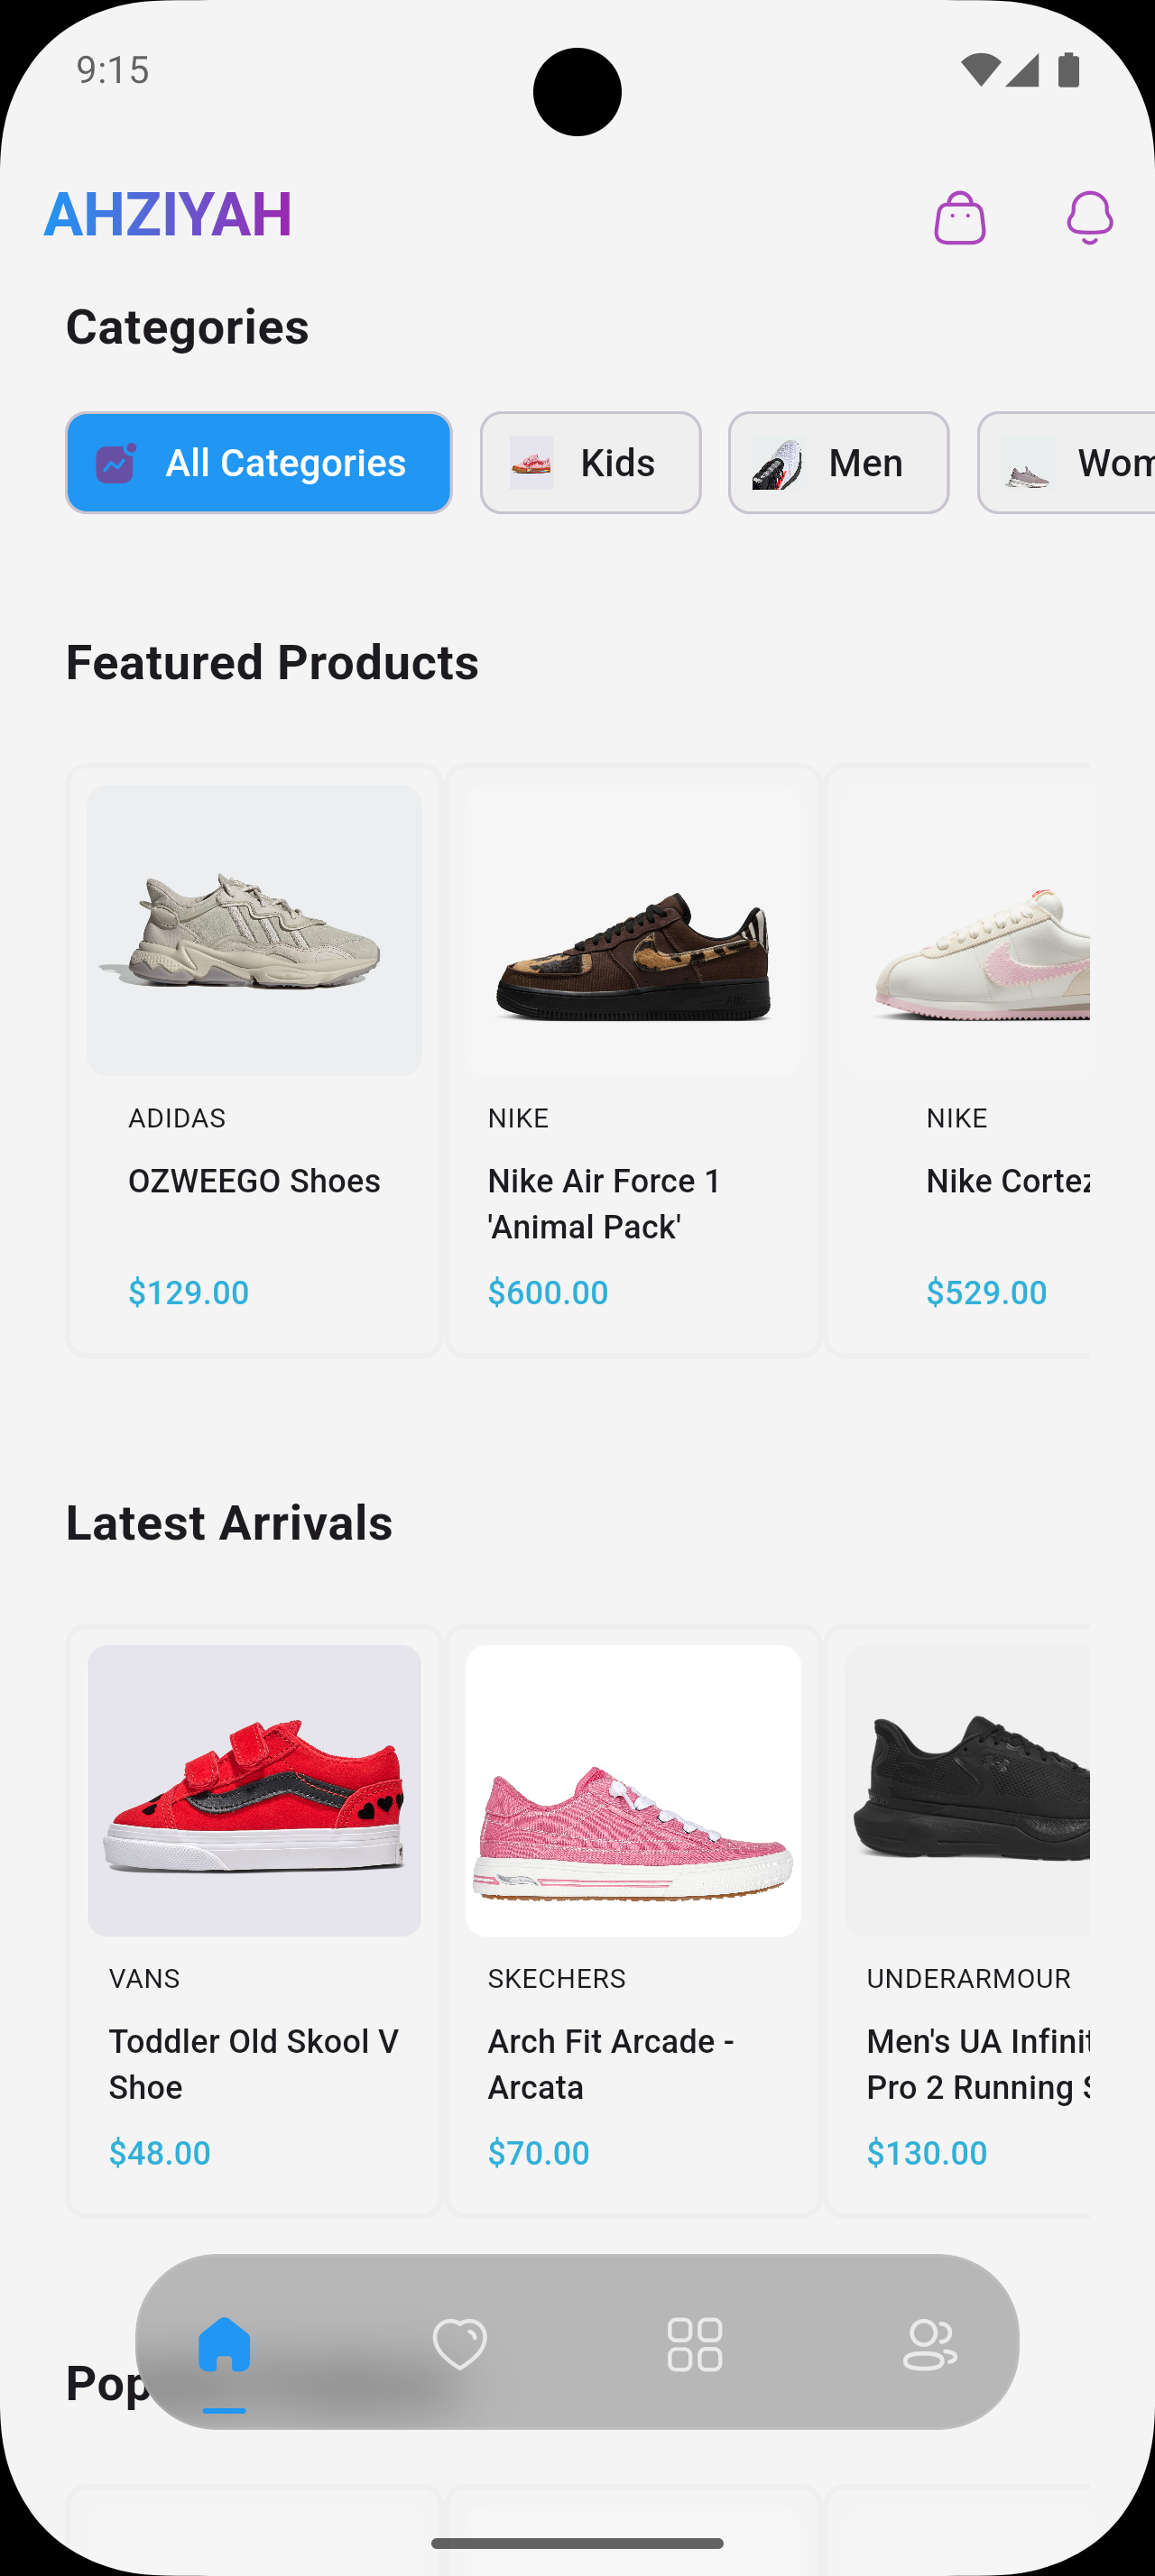 9:15
AHZIYAH
Categories
All Categories
Kids
Men
Wom
Featured Products
ADIDAS
OZWEEGO Shoes
$129.00
NIKE
Nike Air Force 1
'Animal Pack'
$600.00
NIKE
Nike Cortez
$529.00
Latest Arrivals
VANS
Toddler Old Skool V
Shoe
$48.00
SKECHERS
Arch Fit Arcade -
Arcata
$70.00
UNDERARMOUR
Men's UA Infinit
Pro 2 Running S
$130.00
Pop